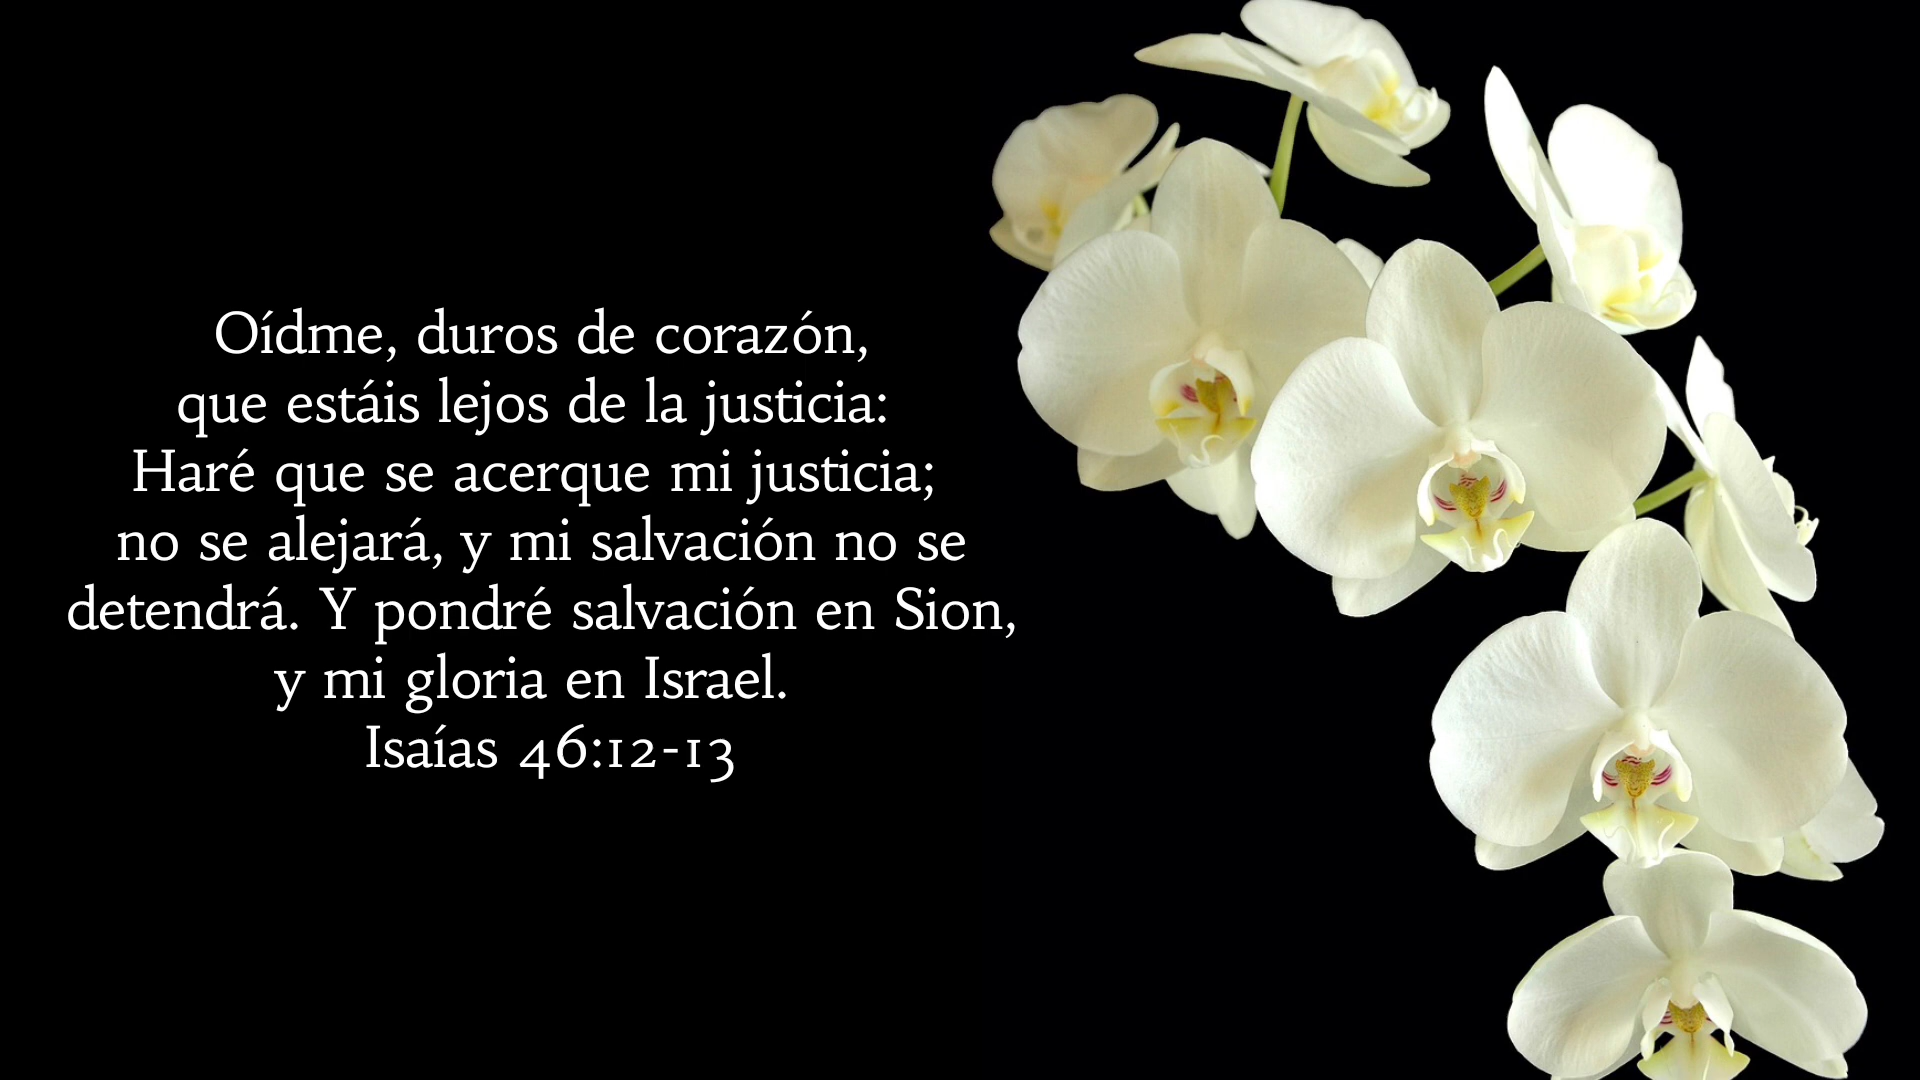 Oídme, duros de corazón,
que estáis lejos de la justicia:
Haré que se acerque mi justicia;
no se alejará, y mi salvación no se
detendrá. Y pondré salvación en Sion,
y mi gloria en Israel.
Isaías 46:12-13